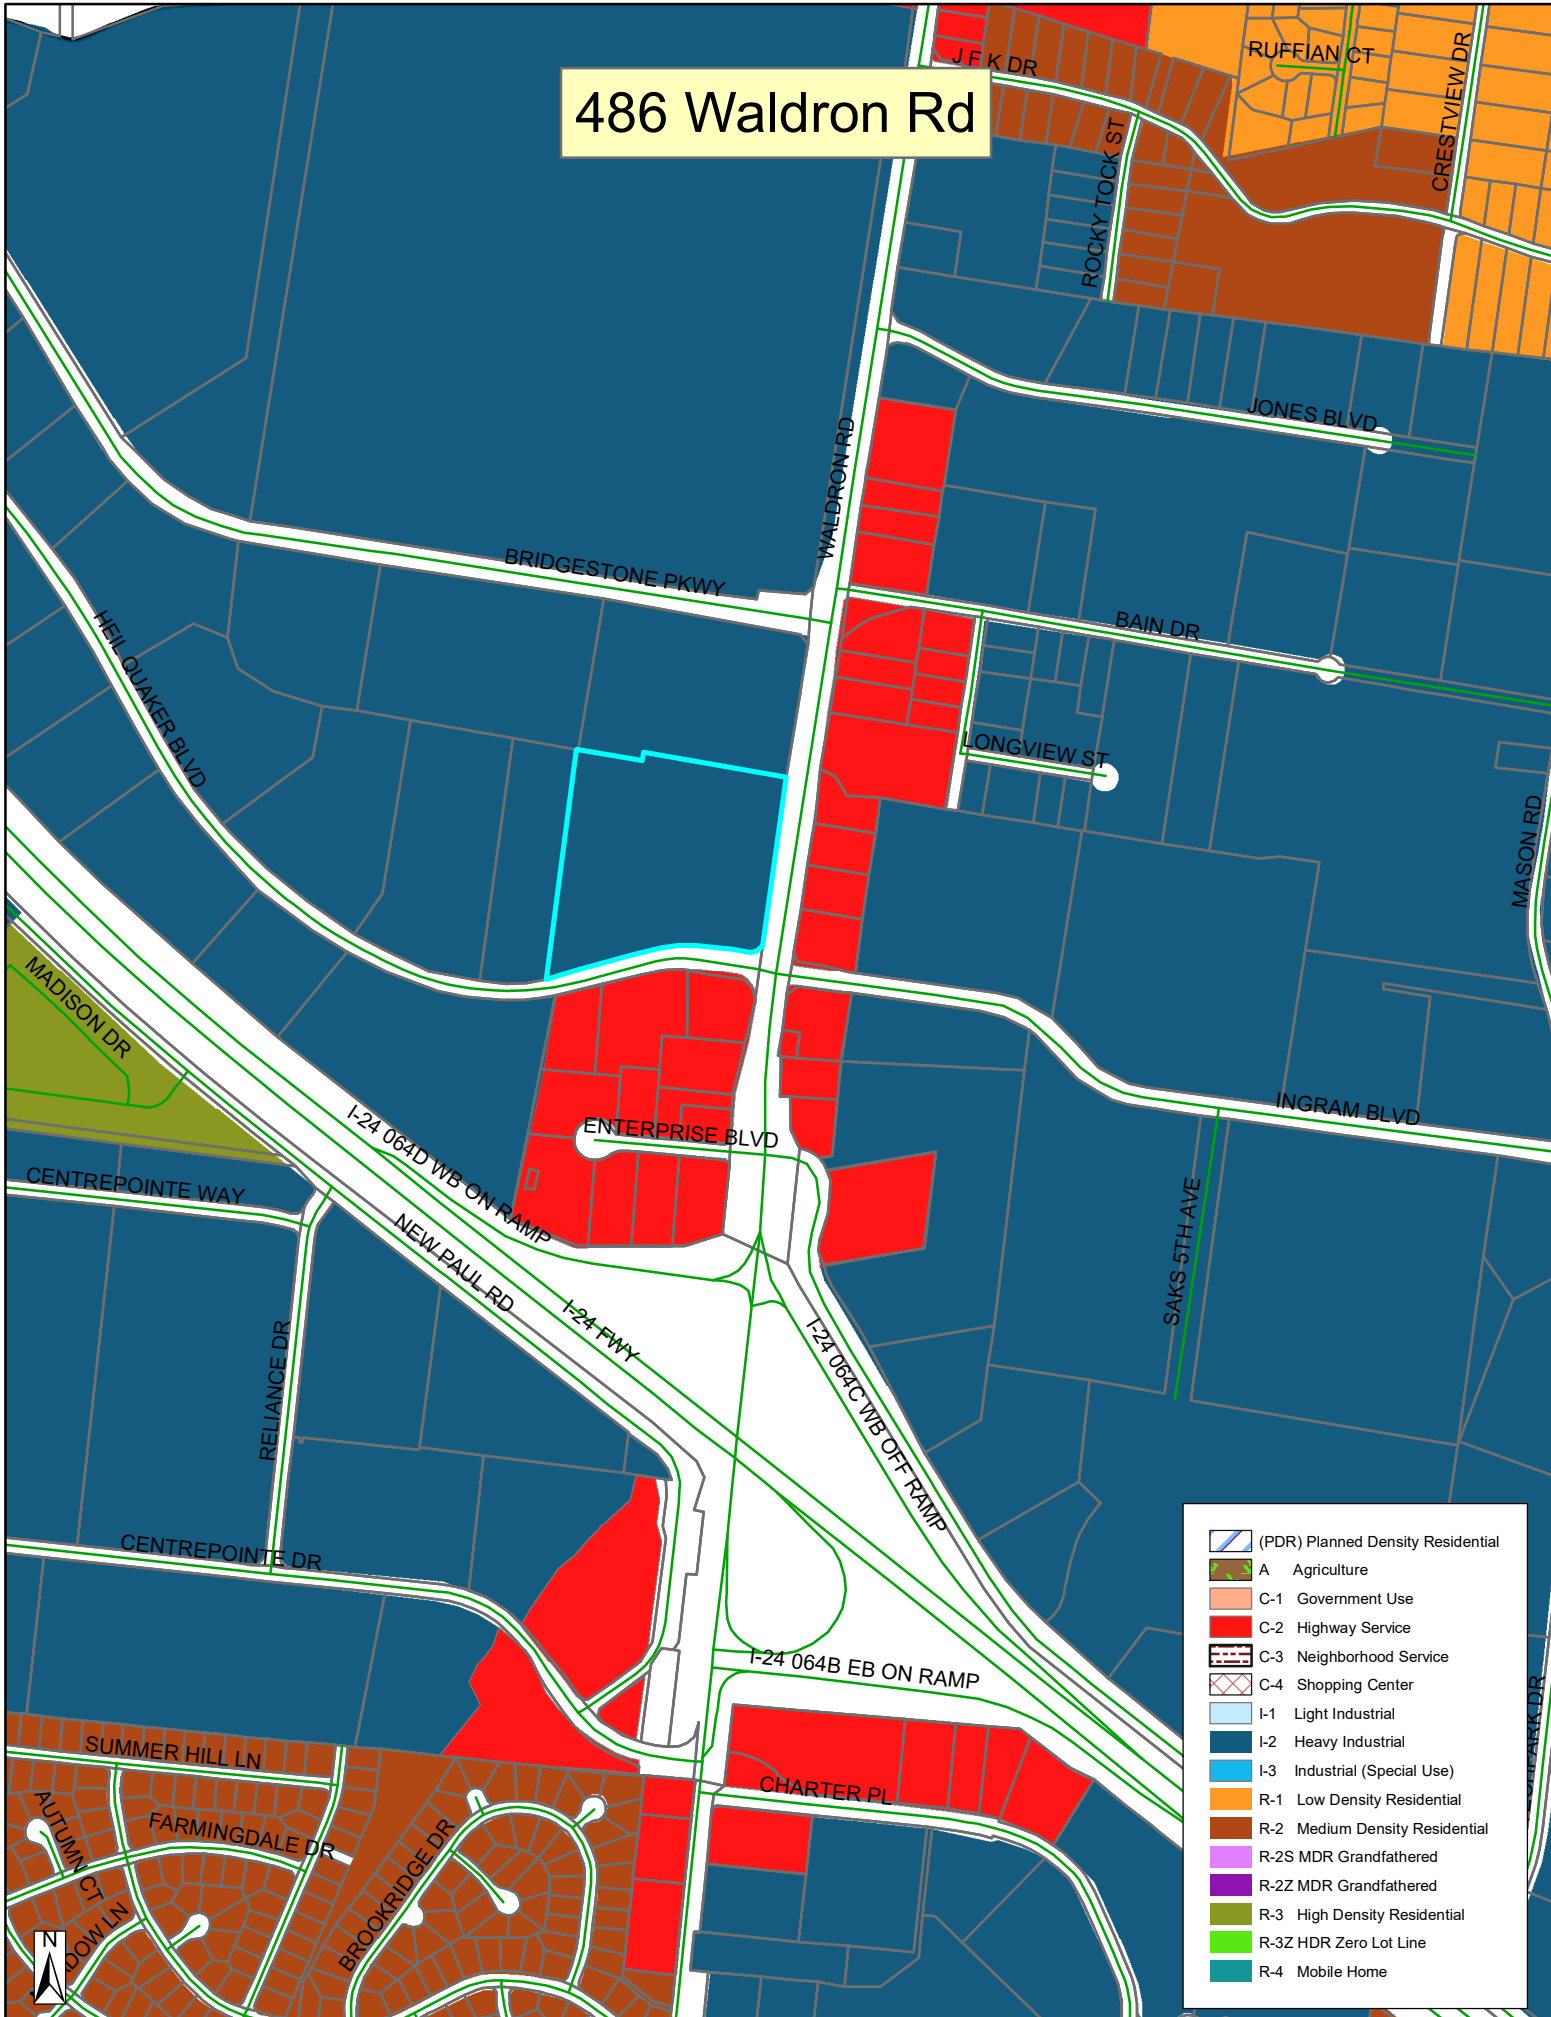 486 Waldron Rd
J F K DR
RUFFIAN CT
CRESTVIEW DR
ROCKY TOCK ST
JONES BLVD
WALDRON RD
BRIDGESTONE PKWY
BAIN DR
HEIL QUAKER BLVD
LONGVIEW ST
MASON RD
MADISON DR
INGRAM BLVD
I-24 064D WB ON RAMP
ENTERPRISE BLVD
CENTREPOINTE WAY
SAKS 5TH AVE
NEW PAUL RD
I-24 FWY
RELIANCE DR
I-24 064C WB OFF RAMP
CENTREPOINTE DR
I-24 064B EB ON RAMP
SUMMER HILL LN
CHARTER PL
AUTUMN CT
FARMINGDALE DR
BROOKRIDGE DR
DOW LN
N
(PDR) Planned Density Residential
A Agriculture
C-1 Government Use
C-2 Highway Service
C-3 Neighborhood Service
C-4 Shopping Center
I-1 Light Industrial
I-2 Heavy Industrial
I-3 Industrial (Special Use)
R-1 Low Density Residential
R-2 Medium Density Residential
R-2S MDR Grandfathered
R-2Z MDR Grandfathered
R-3 High Density Residential
R-3Z HDR Zero Lot Line
R-4 Mobile Home